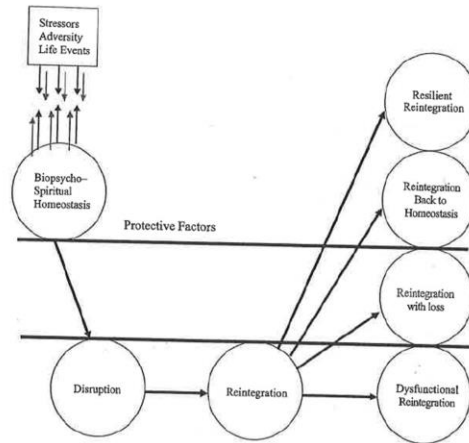 Stressors
Adversity
Life Events
Resilient
Reintegration
Biopsycho–
Spiritual
Homeostasis
Reintegration
Back to
Homeostasis
Protective Factors
Reintegration
with loss
Disruption
Reintegration
Dysfunctional
Reintegration